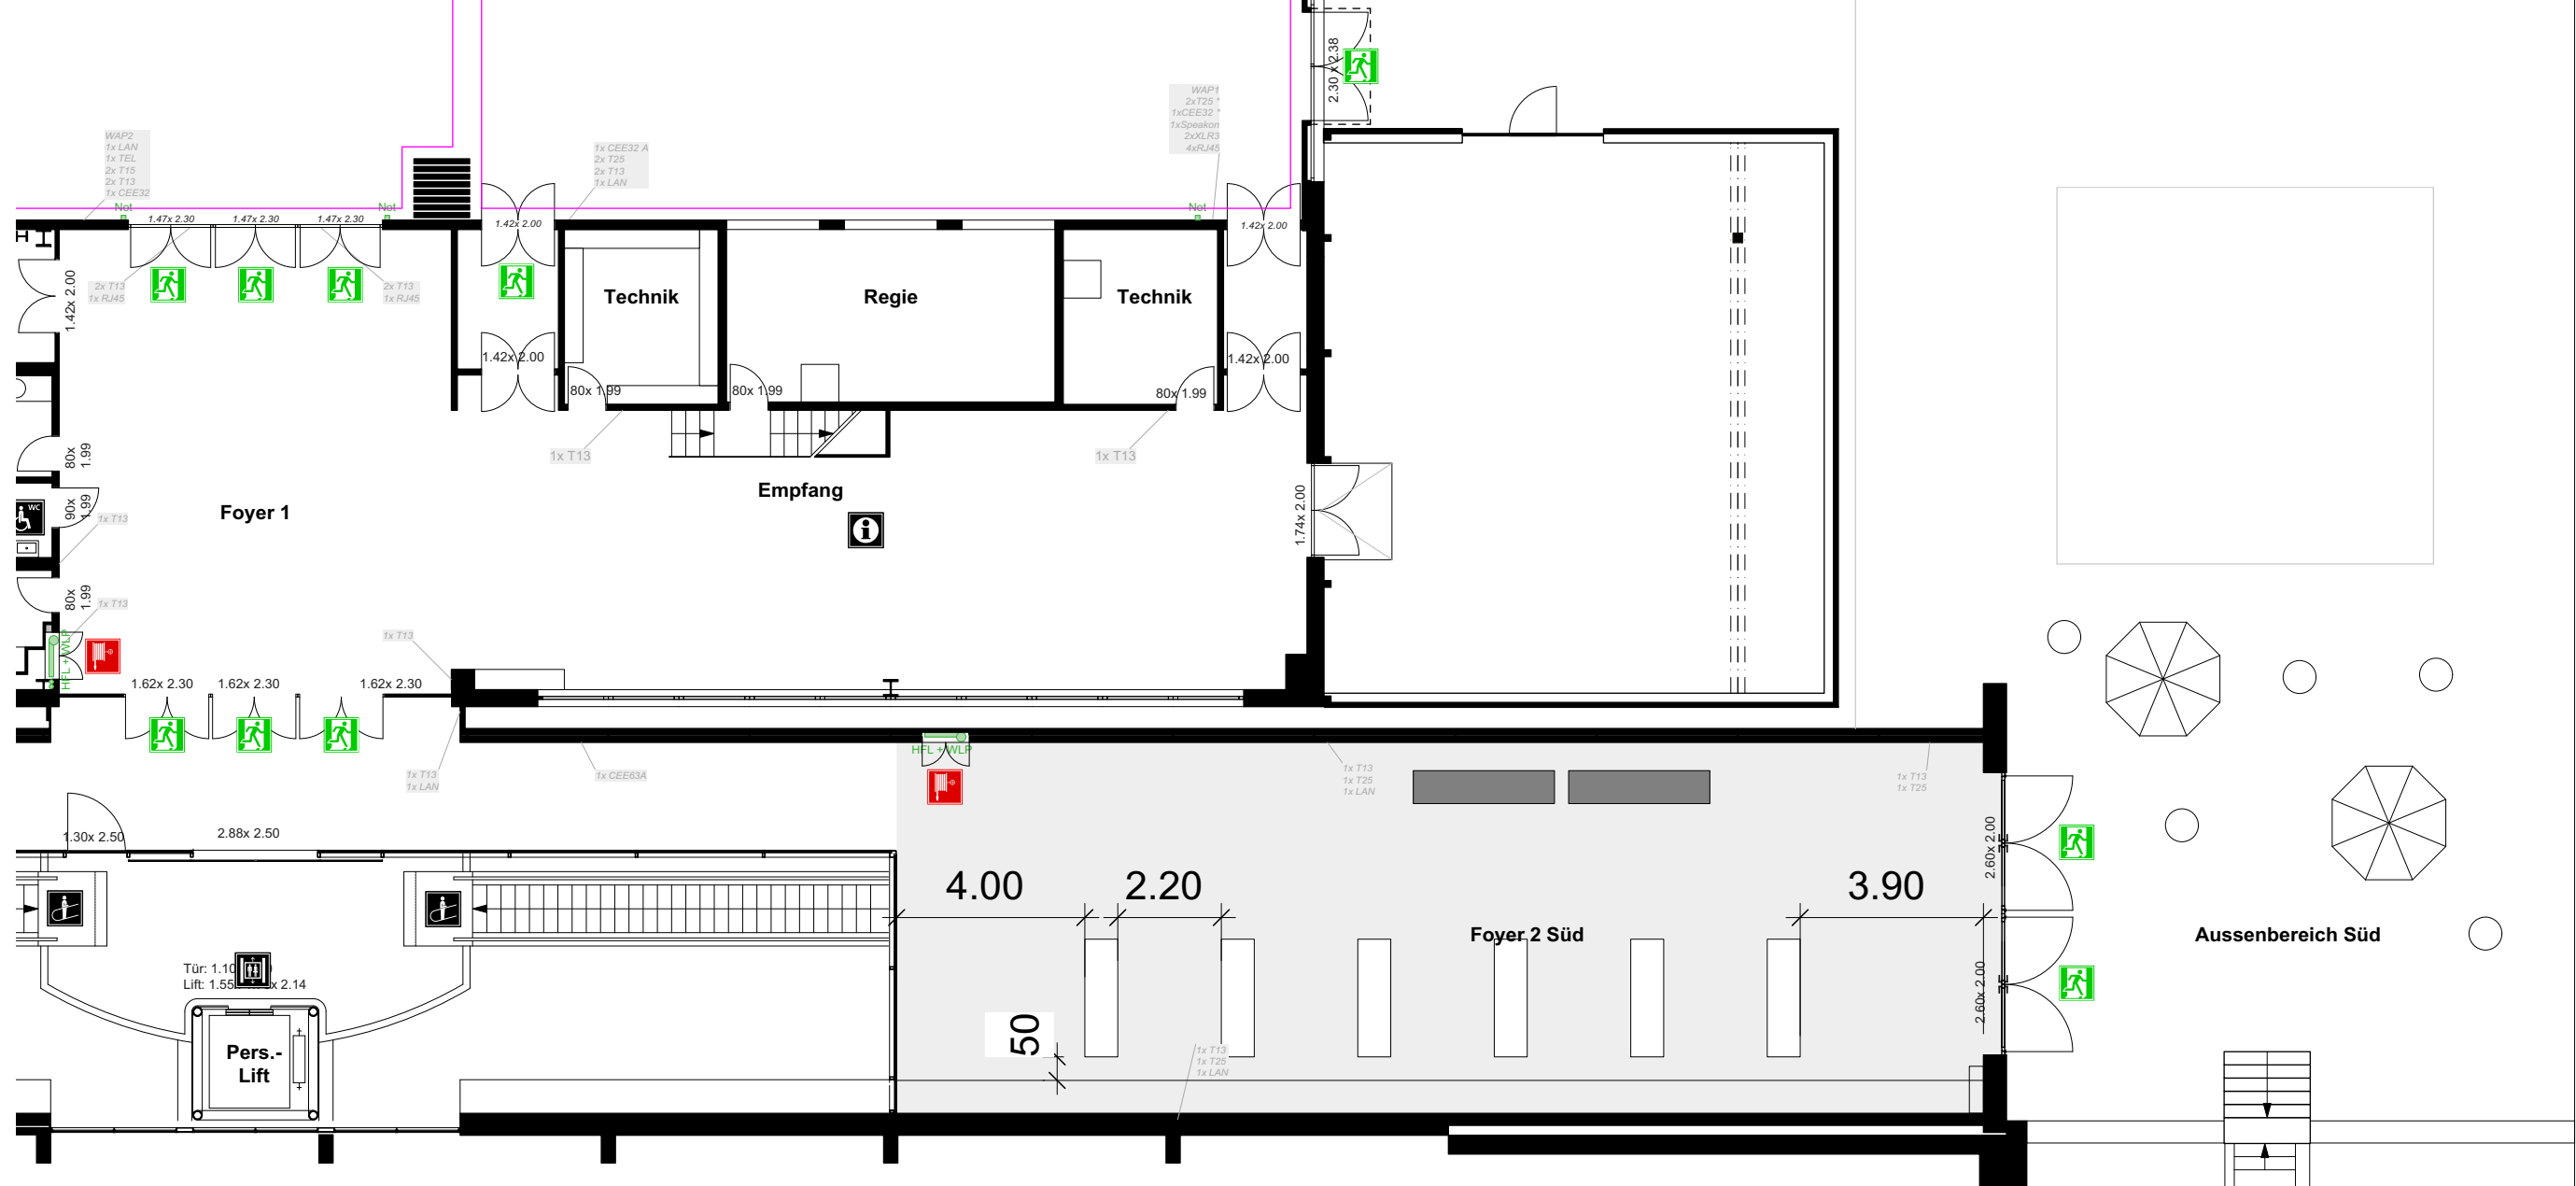 2.30 x 2.38
WAP1
2xT25 *
1xCEE32 *
1xSpeakon
2xXLR3
4xRJ45
WAP2
1x LAN
1x TEL
2x T15
2x T13
1x CEE32
1x CEE32 A
2x T25
2x T13
1x LAN
Not
Not
Not
1.47x 2.30
1.47x 2.30
1.47x 2.30
1.42x 2.00
1.42x 2.00
2x T13
1x RJ45
2x T13
1x RJ45
1.42x 2.00
Technik
Regie
Technik
1.42x 2.00
1.42x 2.00
80x 1.99
80x 1.99
80x 1.99
80x
1.99
1x T13
1x T13
Empfang
Foyer 1
WC
90x
1.99
1x T13
1.74x 2.00
80x
1.99
1x T13
1x T13
HFL + WLP
1.62x 2.30
1.62x 2.30
1.62x 2.30
HFL + WLP
1x T13
1x LAN
1x CEE63A
1x T13
1x T25
1x LAN
1x T13
1x T25
1.30x 2.50
2.88x 2.50
2.60x 2.00
4.00
2.20
3.90
Foyer 2 Süd
Aussenbereich Süd
Tür: 1.10
Lift: 1.55 x 2.14
2.60x 2.00
50
Pers.-
Lift
1x T13
1x T25
1x LAN